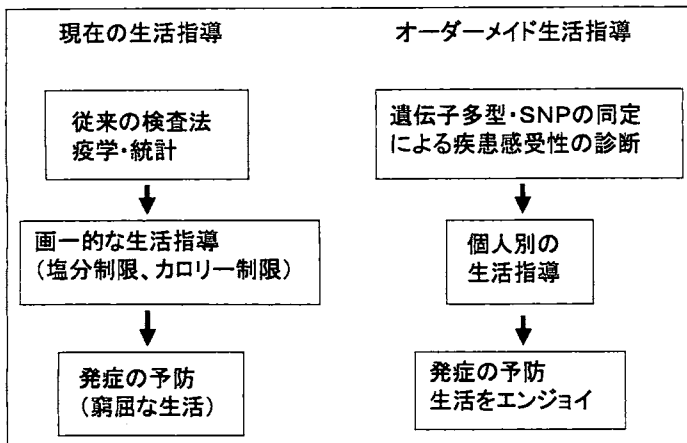 現在の生活指導
従来の検査法
疫学・統計
画一的な生活指導
(塩分制限、カロリー制限)
発症の予防
(窮屈な生活)
オーダーメイド生活指導
遺伝子多型・SNPの同定
による疾患感受性の診断
個人別の
生活指導
発症の予防
生活をエンジョイ